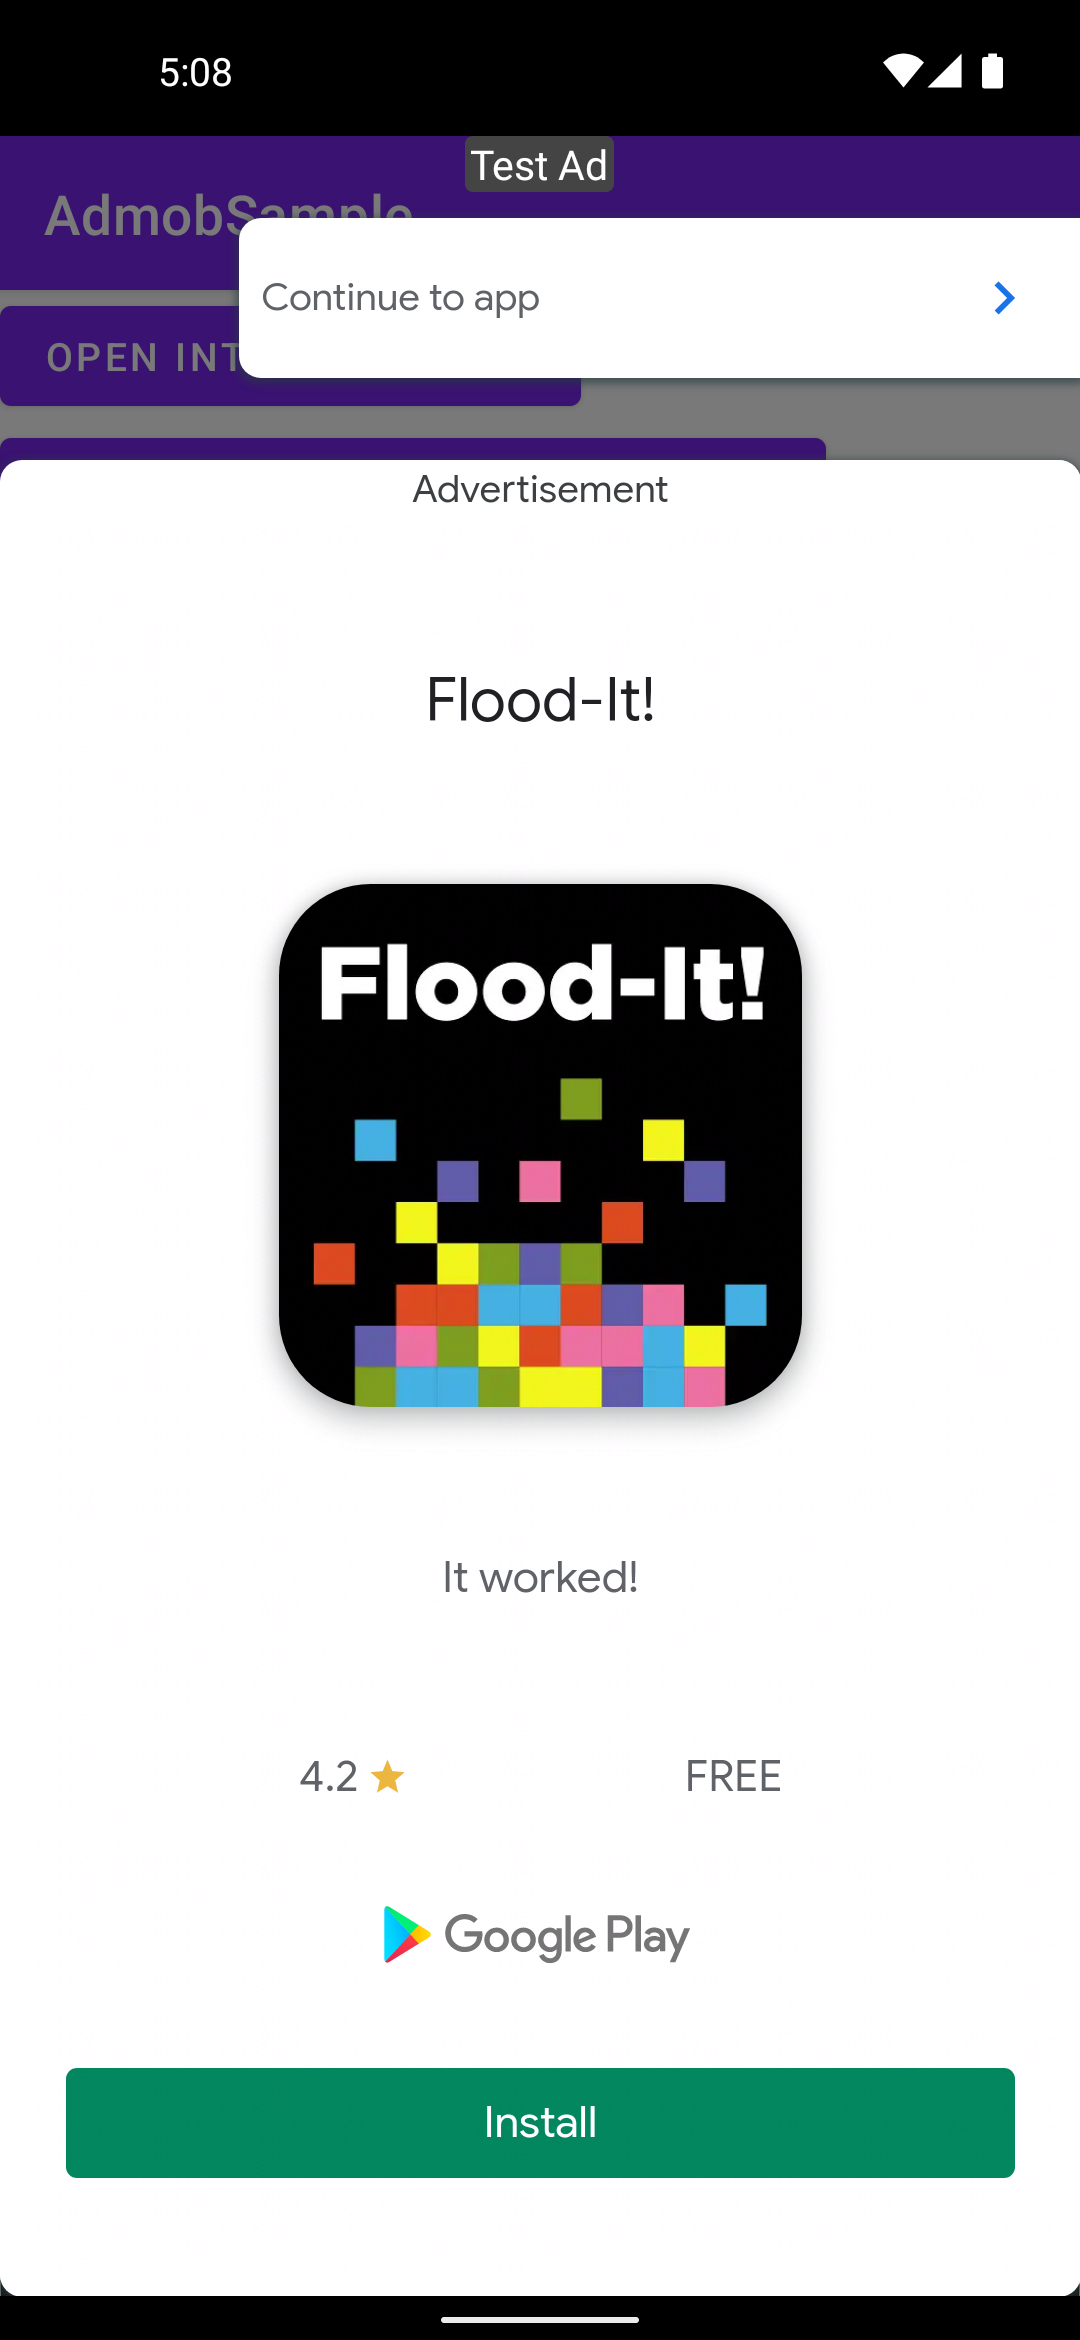 5:08
Test Ad
AdmobSample
Continue to app
OPEN INT
Advertisement
Flood-It!
Flood-It!
It worked!
4.2 FREE
Google Play
Install